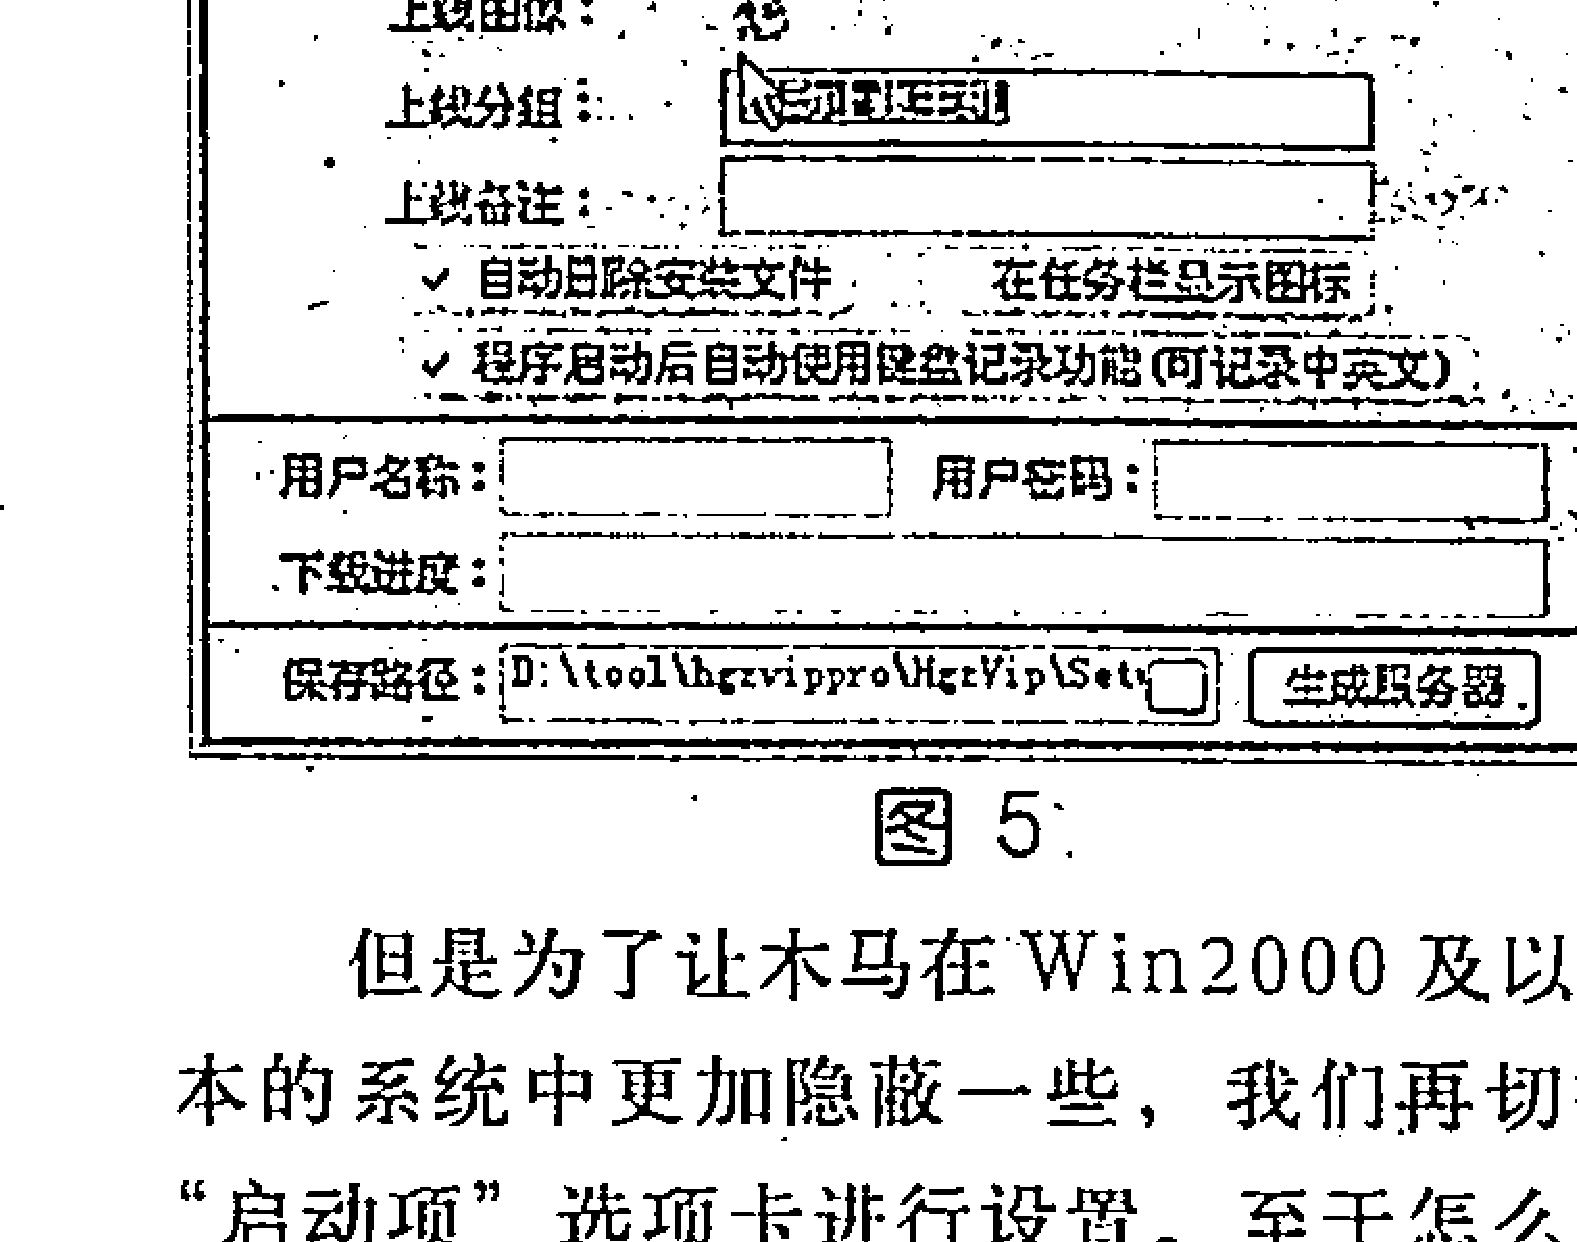 上线图像：
上线分组：
上线备注：
自动删除安装文件 在任务栏显示图标
程序启动后自动使用键盘记录功能(可记录中英文)
用户名称： 用户密码：
下载进度：
保存路径： D:\tool\hgzvippro\HgzVip\Setu 生成服务器
图 5
但是为了让木马在Win2000及以
本的系统中更加隐蔽一些，我们再切
“启动项”选项卡进行设置。至于怎么